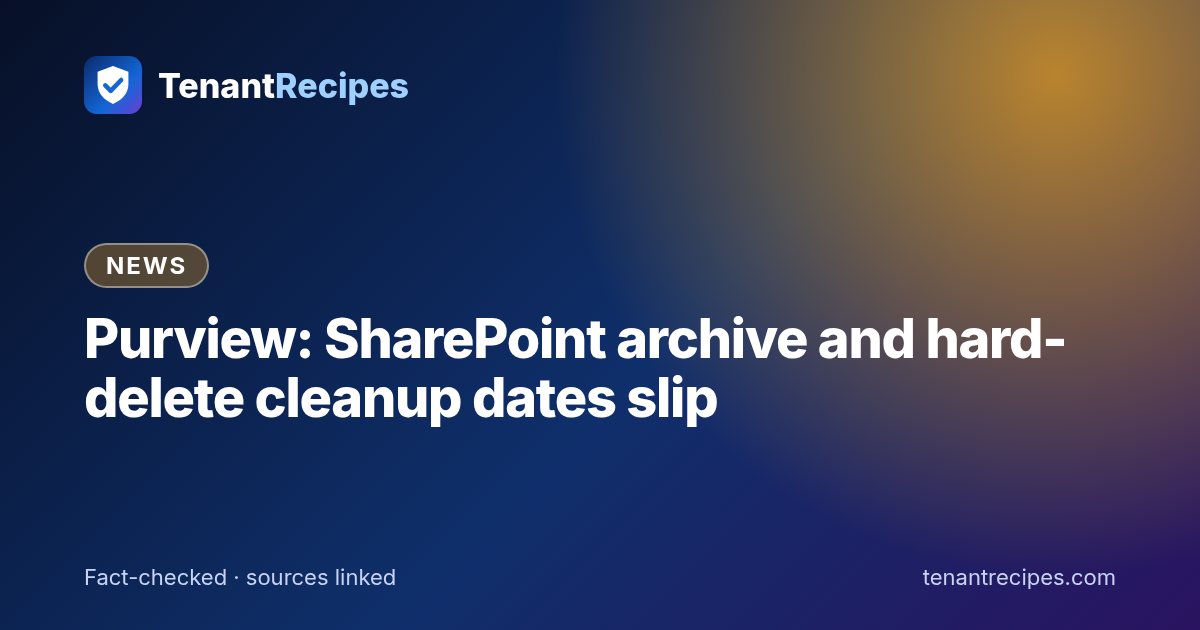 TenantRecipes
NEWS
Purview: SharePoint archive and hard-
delete cleanup dates slip
Fact-checked · sources linked
tenantrecipes.com